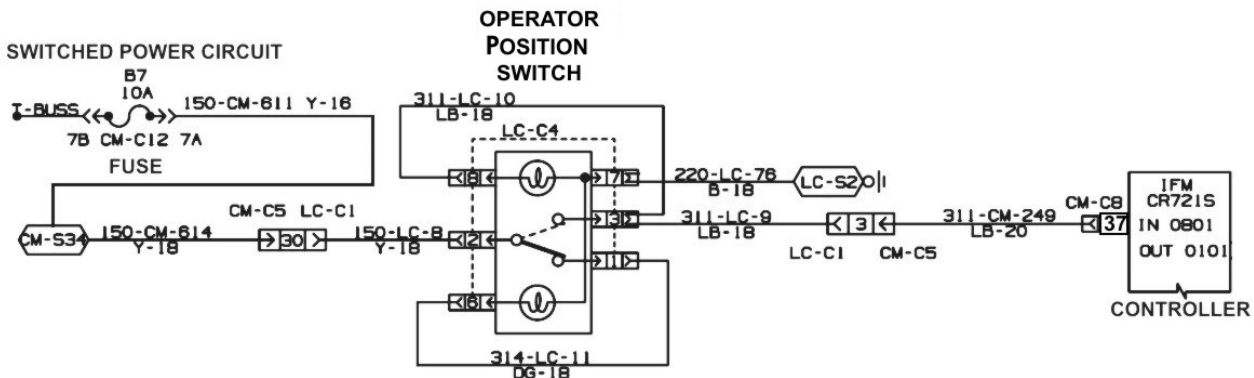 OPERATOR
POSITION
SWITCH
SWITCHED POWER CIRCUIT
B7
10A
T-BUSS
150-CM-611 Y-16
7B CM-C12 7A
FUSE
311-LC-10
LB-18
LC-C4
8
7
220-LC-76
B-18
LC-S2
CM-S34
150-CM-614
Y-18
CM-C5 LC-C1
30
150-LC-8
Y-18
2
3
311-LC-9
LB-18
3
LC-C1 CM-C5
311-CM-249
LB-20
CM-C8
37
IFM
CR721S
IN 0801
OUT 0101
CONTROLLER
1
6
314-LC-11
DG-18